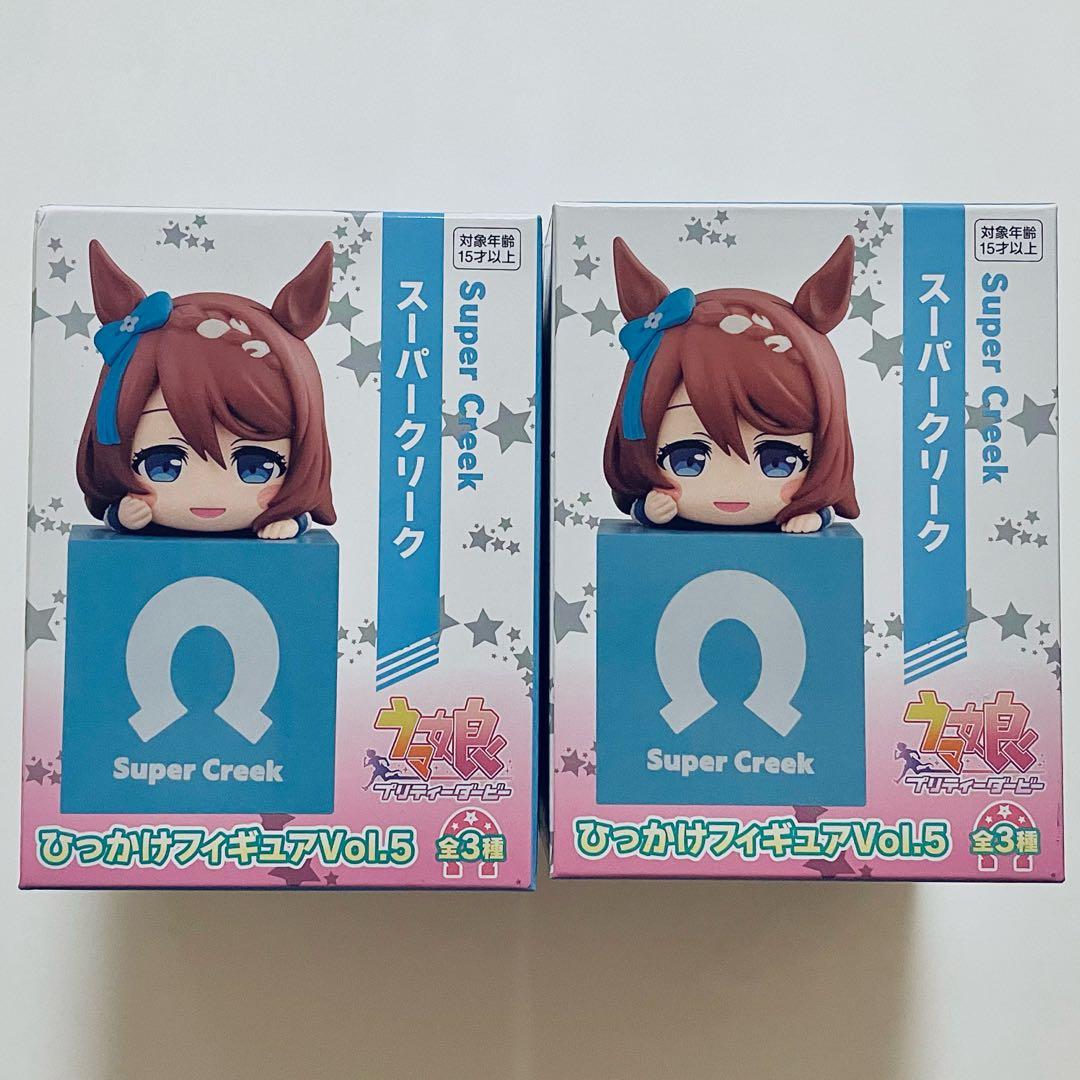 対象年齢
15才以上
Super Creek
スーパークリーク
Super Creek
ウマ娘
プリティーダービー
ひっかけフィギュアVol.5
全3種
対象年齢
15才以上
Super Creek
スーパークリーク
Super Creek
ウマ娘
プリティーダービー
ひっかけフィギュアVol.5
全3種